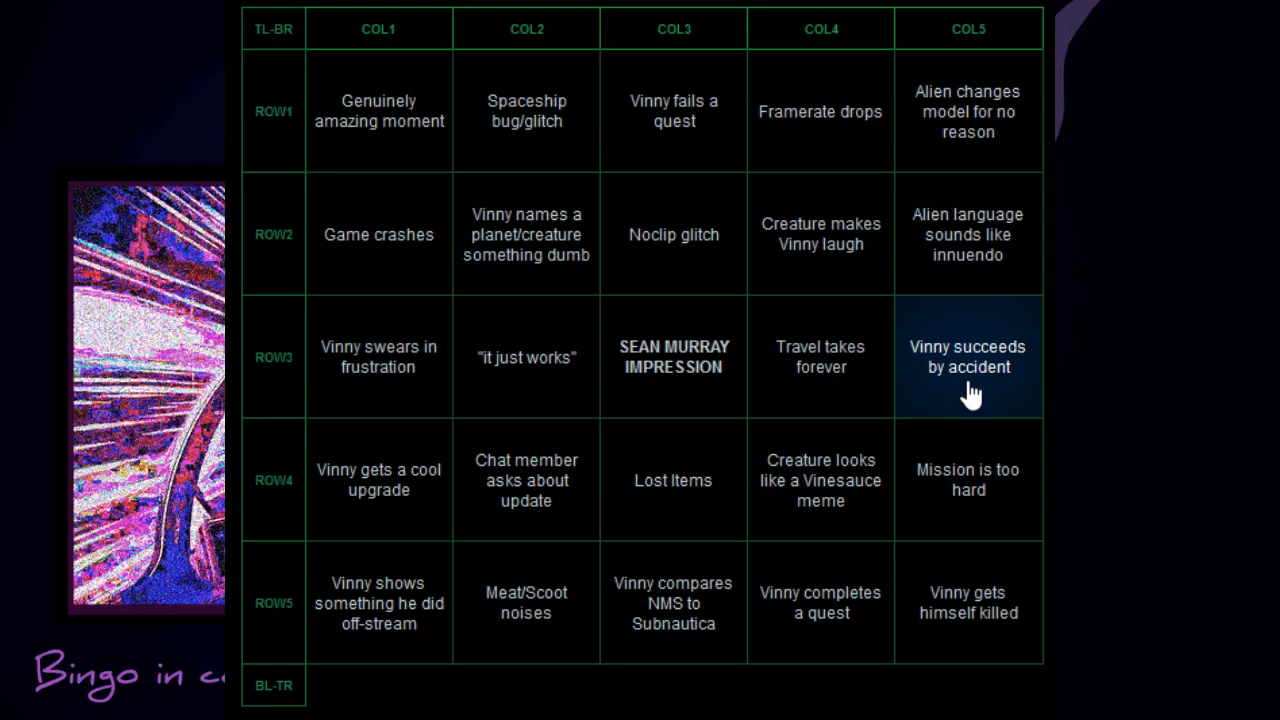 TL-BR COL1 COL2 COL3 COL4 COL5
ROW1
Genuinely
amazing moment
Spaceship
bug/glitch
Vinny fails a
quest
Framerate drops
Alien changes
model for no
reason
ROW2
Game crashes
Vinny names a
planet/creature
something dumb
Noclip glitch
Creature makes
Vinny laugh
Alien language
sounds like
innuendo
ROW3
Vinny swears in
frustration
"it just works"
SEAN MURRAY
IMPRESSION
Travel takes
forever
Vinny succeeds
by accident
ROW4
Vinny gets a cool
upgrade
Chat member
asks about
update
Lost Items
Creature looks
like a Vinesauce
meme
Mission is too
hard
ROW5
Vinny shows
something he did
off-stream
Meat/Scoot
noises
Vinny compares
NMS to
Subnautica
Vinny completes
a quest
Vinny gets
himself killed
BL-TR
Bingo in